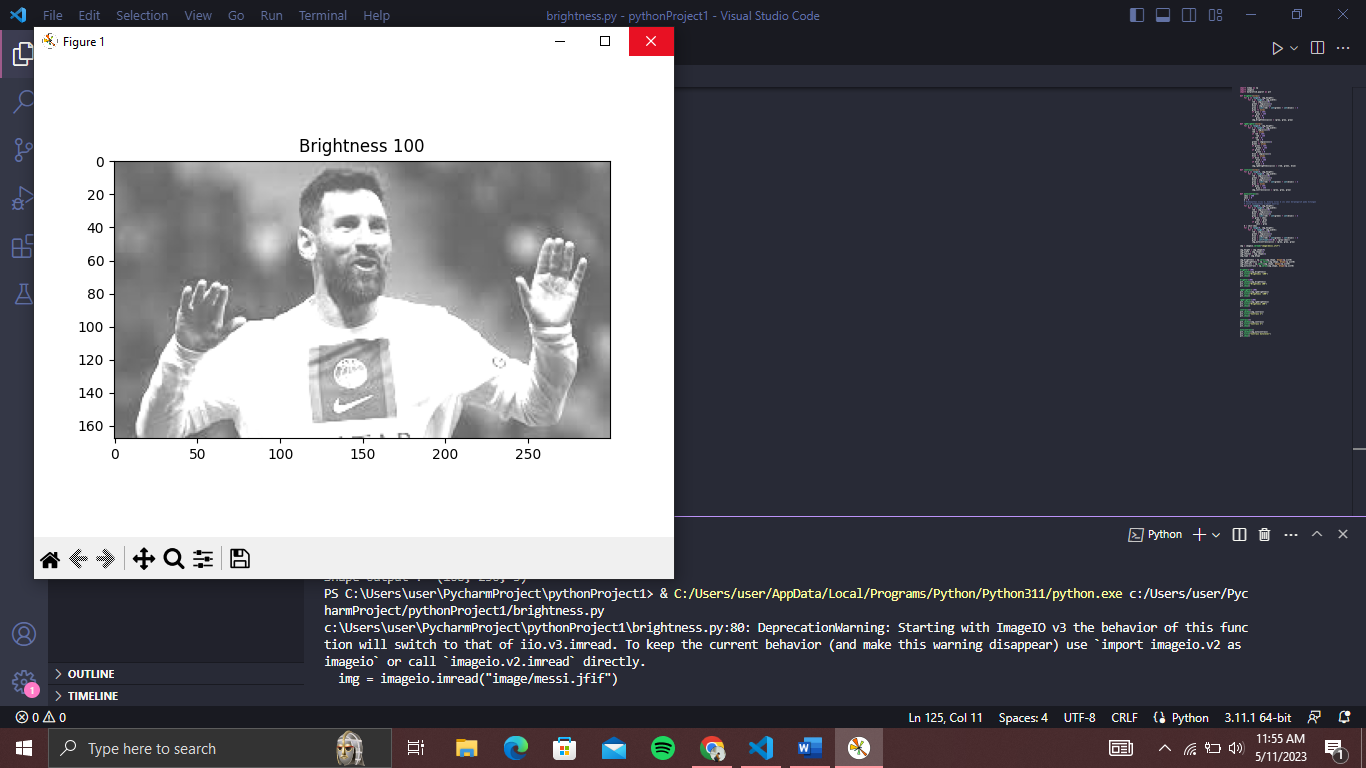 File Edit Selection View Go Run Terminal Help
brightness.py - pythonProject1 - Visual Studio Code
Figure 1
Brightness 100
0
20
40
60
80
100
120
140
160
0 50 100 150 200 250
Python
PS C:\Users\user\PycharmProject\pythonProject1> & C:/Users/user/AppData/Local/Programs/Python/Python311/python.exe c:/Users/user/Pyc
harmProject/pythonProject1/brightness.py
c:\Users\user\PycharmProject\pythonProject1\brightness.py:80: DeprecationWarning: Starting with ImageIO v3 the behavior of this func
tion will switch to that of iio.v3.imread. To keep the current behavior (and make this warning disappear) use `import imageio.v2 as
imageio` or call `imageio.v2.imread` directly.
img = imageio.imread("image/messi.jfif")
OUTLINE
TIMELINE
1
0 0
Ln 125, Col 11 Spaces: 4 UTF-8 CRLF Python 3.11.1 64-bit
Type here to search
11:55 AM
5/11/2023
1